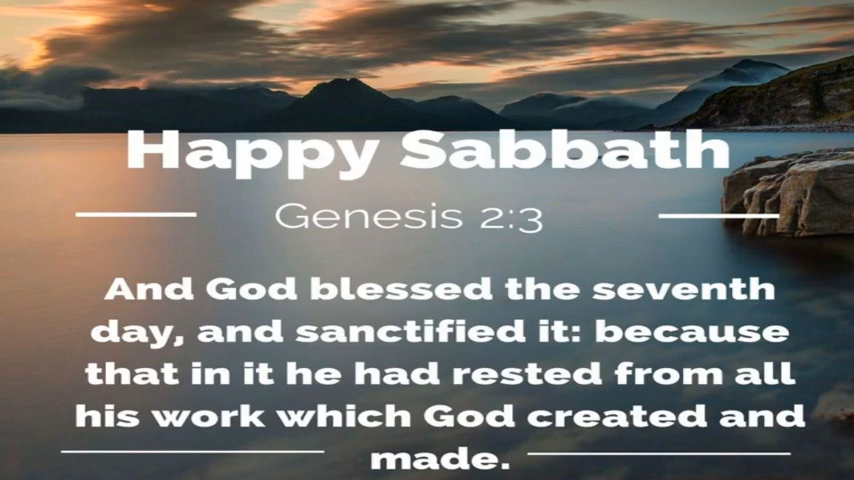 Happy Sabbath
Genesis 2:3
And God blessed the seventh
day, and sanctified it: because
that in it he had rested from all
his work which God created and
made.